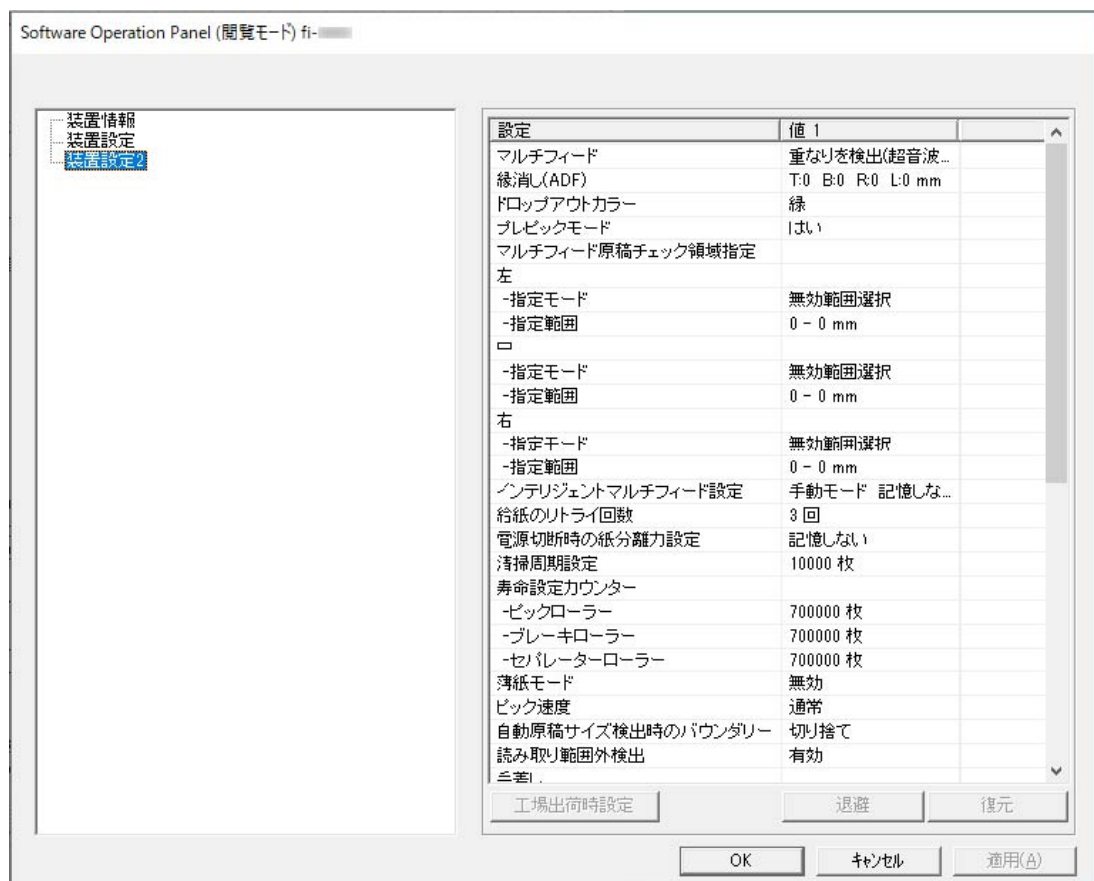 Software Operation Panel (閲覧モード) fi-
装置情報
装置設定
装置設定2
設定 値 1
マルチフィード 重なりを検出(超音波...
縁消し(ADF) T:0 B:0 R:0 L:0 mm
ドロップアウトカラー 緑
プレピックモード はい
マルチフィード原稿チェック領域指定
左
-指定モード 無効範囲選択
-指定範囲 0 - 0 mm
-指定モード 無効範囲選択
-指定範囲 0 - 0 mm
右
-指定モード 無効範囲選択
-指定範囲 0 - 0 mm
インテリジェントマルチフィード設定 手動モード 記憶しな...
給紙のリトライ回数 3 回
電源切断時の紙分離力設定 記憶しない
清掃周期設定 10000 枚
寿命設定カウンター
-ピックローラー 700000 枚
-ブレーキローラー 700000 枚
-セパレーターローラー 700000 枚
薄紙モード 無効
ピック速度 通常
自動原稿サイズ検出時のバウンダリー 切り捨て
読み取り範囲外検出 有効
手差し
工場出荷時設定 退避 復元
OK キャンセル 適用(A)